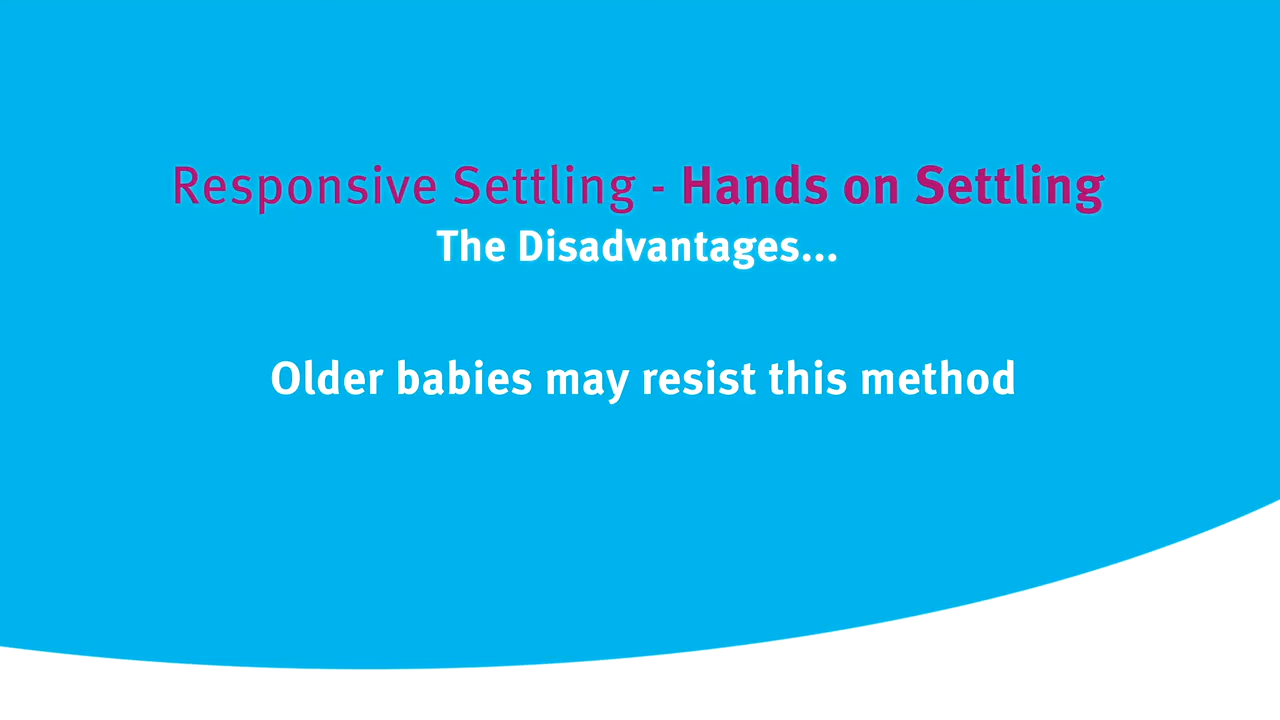 Responsive Settling - Hands on Settling
The Disadvantages...
Older babies may resist this method